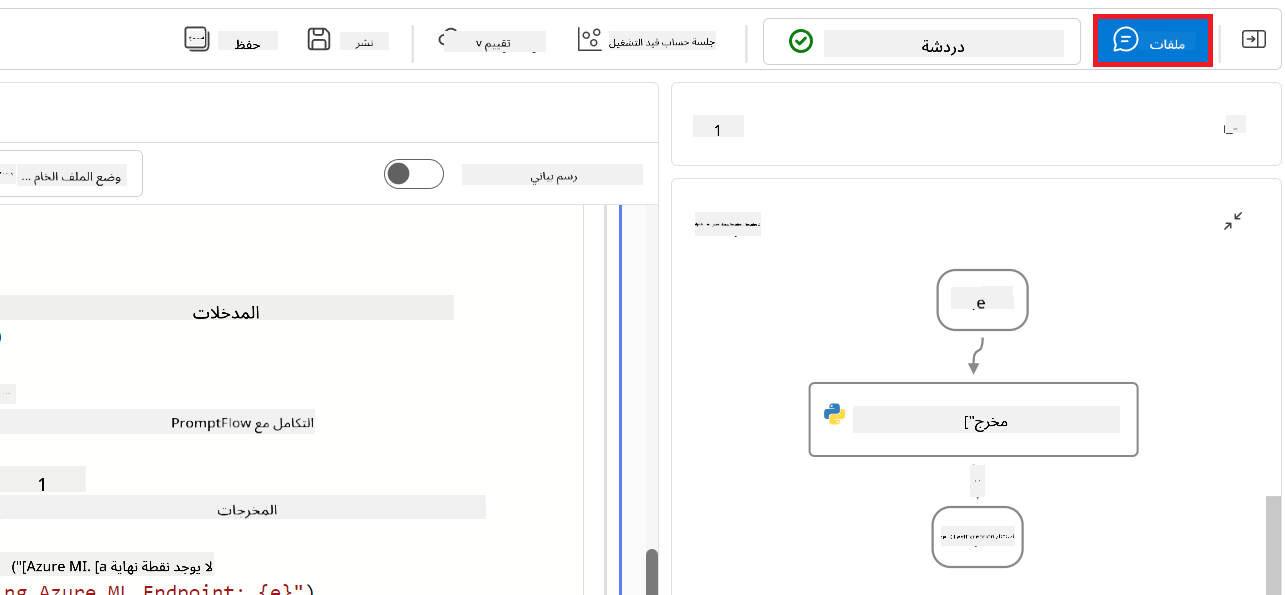 حفظ
نشر
تقييم v
جلسة حساب قيد التشغيل
دردشة
ملفات
1
وضع الملف الخام ...
رسم بياني
المدخلات
e
التكامل مع PromptFlow
مخرج"]
1
المخرجات
لا يوجد نقطة نهاية Azure MI. [a]")
ng Azure ML Endpoint: {e}")